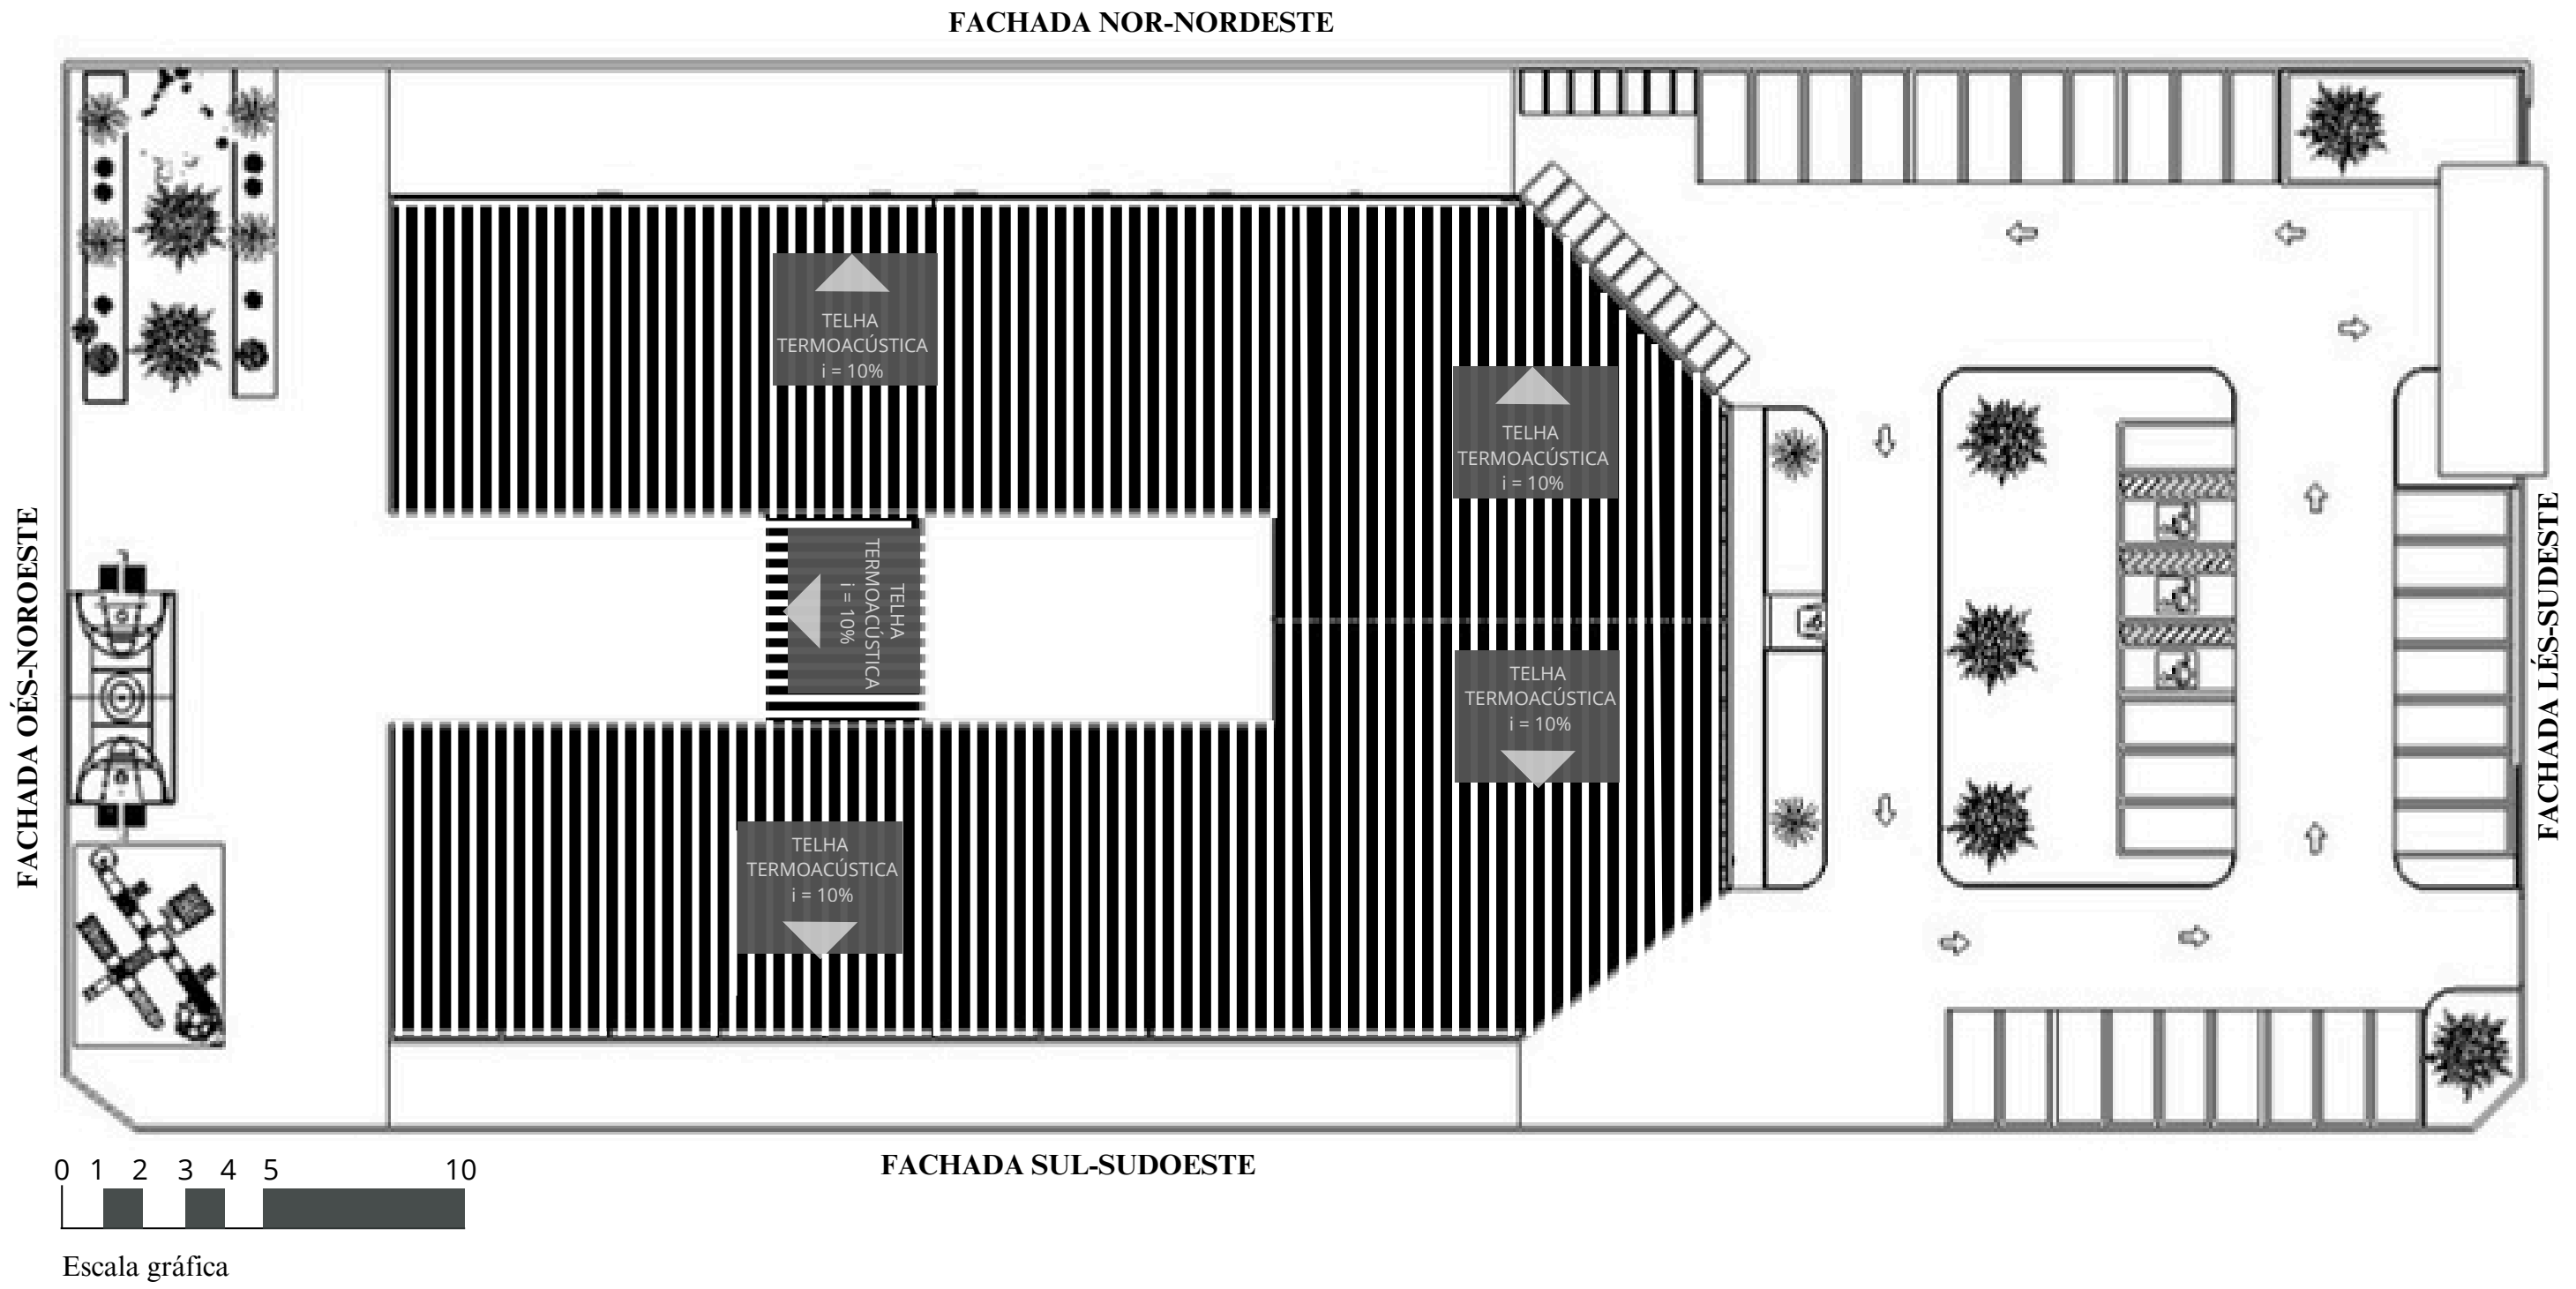 FACHADA NOR-NORDESTE
TELHA
TERMOACÚSTICA
i = 10%
TELHA
TERMOACÚSTICA
i = 10%
FACHADA OÉS-NOROESTE
TELHA
TERMOACÚSTICA
i = 10%
FACHADA LÉS-SUDESTE
TELHA
TERMOACÚSTICA
i = 10%
TELHA
TERMOACÚSTICA
i = 10%
FACHADA SUL-SUDOESTE
0 1 2 3 4 5 10
Escala gráfica